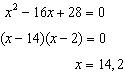 x² − 16x + 28 = 0
(x − 14)(x − 2) = 0
x = 14, 2